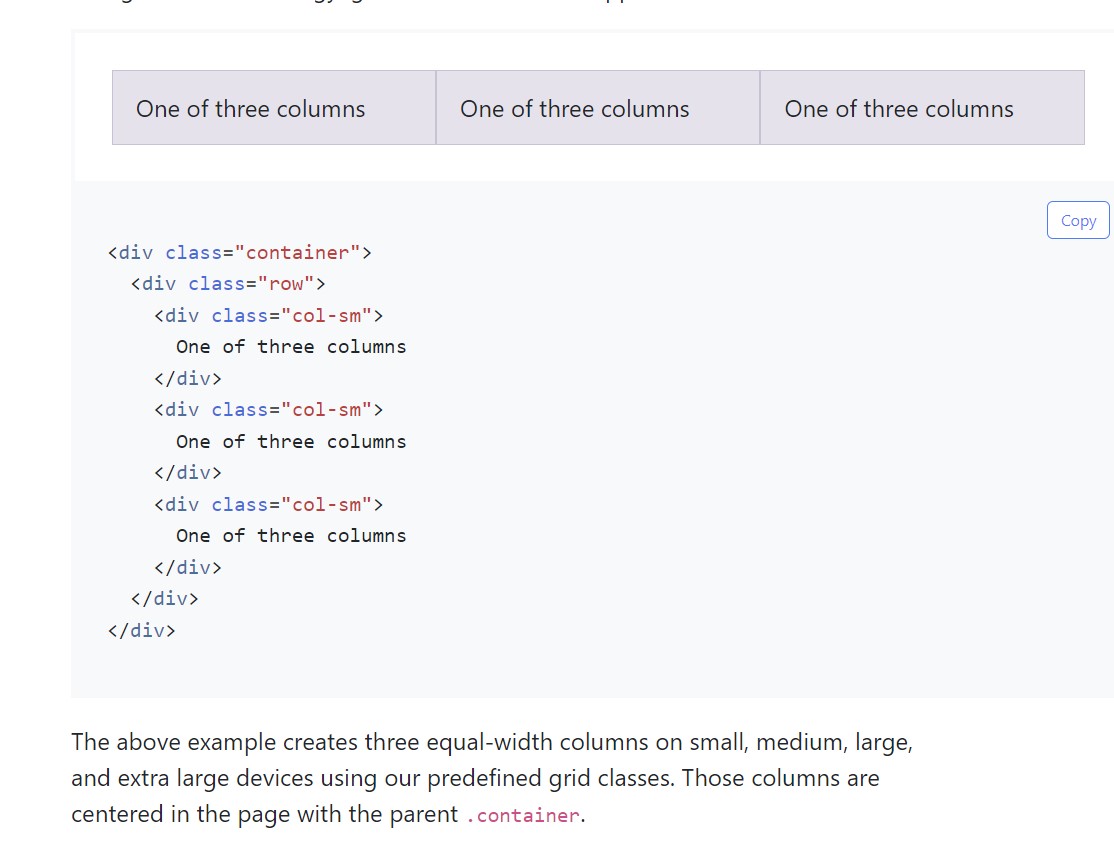 One of three columns One of three columns One of three columns
Copy
<div class="container">
<div class="row">
<div class="col-sm">
One of three columns
</div>
<div class="col-sm">
One of three columns
</div>
<div class="col-sm">
One of three columns
</div>
</div>
</div>
The above example creates three equal-width columns on small, medium, large,
and extra large devices using our predefined grid classes. Those columns are
centered in the page with the parent .container.